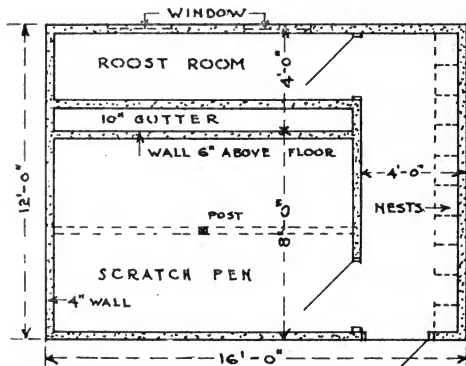 WINDOW
ROOST ROOM
4'-0"
10" GUTTER
WALL 6" ABOVE FLOOR
4'-0"
NESTS
12'-0"
POST
8'-0"
SCRATCH PEN
4" WALL
16'-0"